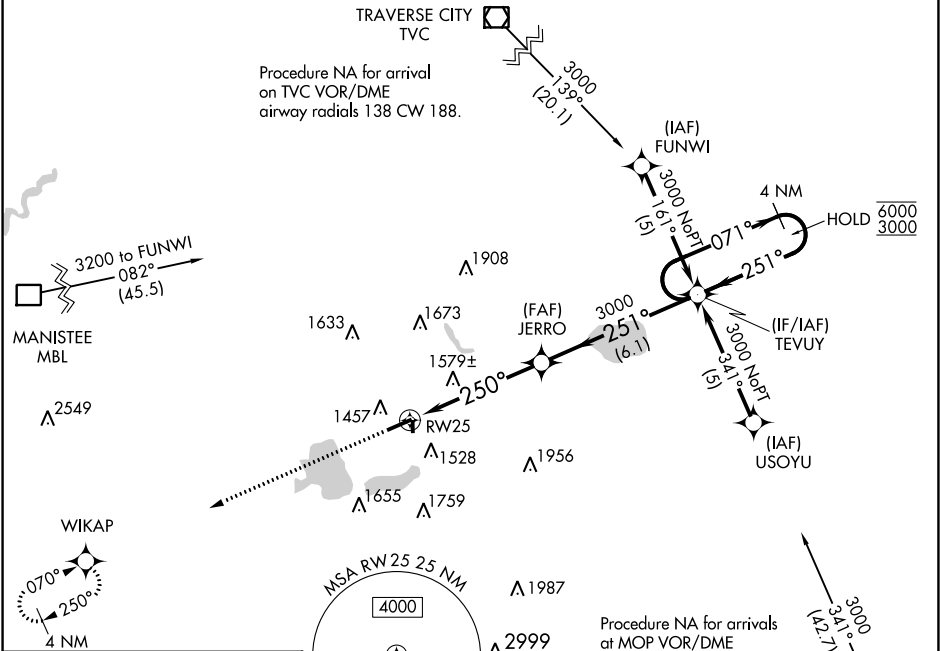 TRAVERSE CITY
TVC
Procedure NA for arrival
on TVC VOR/DME
airway radials 138 CW 188.
3000
139°
(20.1)
(IAF)
FUNWI
3000 NoPT
161°
(5)
4 NM
HOLD
6000
3000
071°
251°
3200 to FUNWI
082°
(45.5)
MANISTEE
MBL
1908
1673
1633
(FAF)
JERRO
3000
251°
(6.1)
(IF/IAF)
TEVUY
1579±
250°
3000 NoPT
341°
(5)
2549
1457
RW25
1528
1956
(IAF)
USOYU
1655
1759
WIKAP
070°
250°
4 NM
MSA RW25 25 NM
4000
1987
2999
Procedure NA for arrivals
at MOP VOR/DME
3000
341°
(42.7)